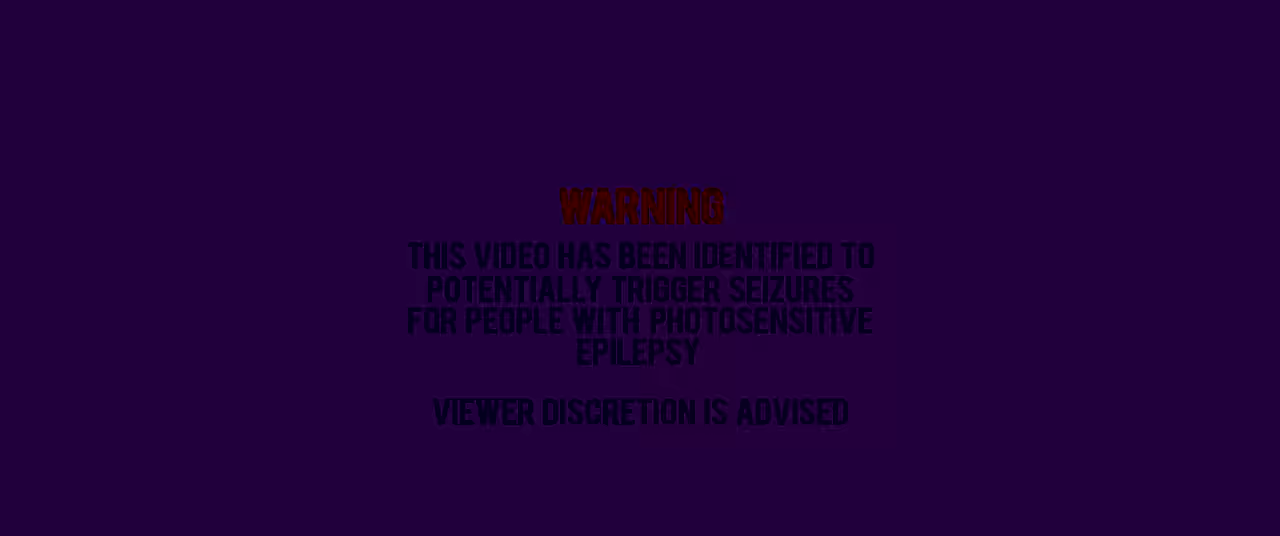 WARNING
THIS VIDEO HAS BEEN IDENTIFIED TO
POTENTIALLY TRIGGER SEIZURES
FOR PEOPLE WITH PHOTOSENSITIVE
EPILEPSY
VIEWER DISCRETION IS ADVISED